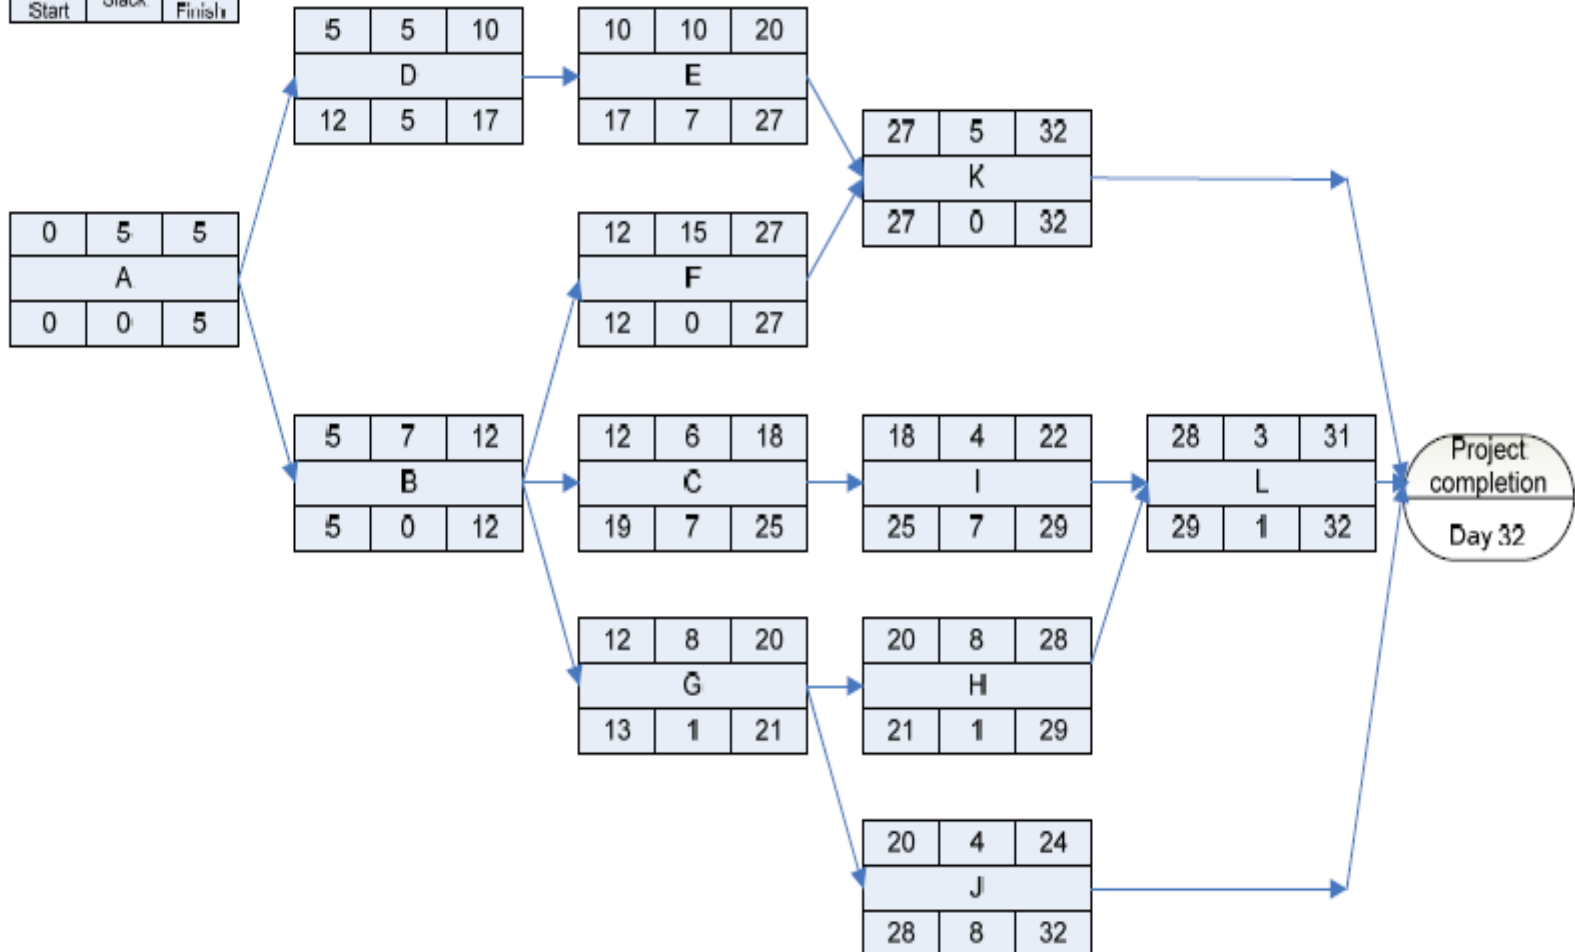 Start Slack Finish
5 5 10
D
12 5 17
10 10 20
E
17 7 27
27 5 32
K
27 0 32
0 5 5
A
0 0 5
12 15 27
F
12 0 27
5 7 12
B
5 0 12
12 6 18
C
19 7 25
18 4 22
I
25 7 29
28 3 31
L
29 1 32
Project
completion
Day 32
12 8 20
G
13 1 21
20 8 28
H
21 1 29
20 4 24
J
28 8 32